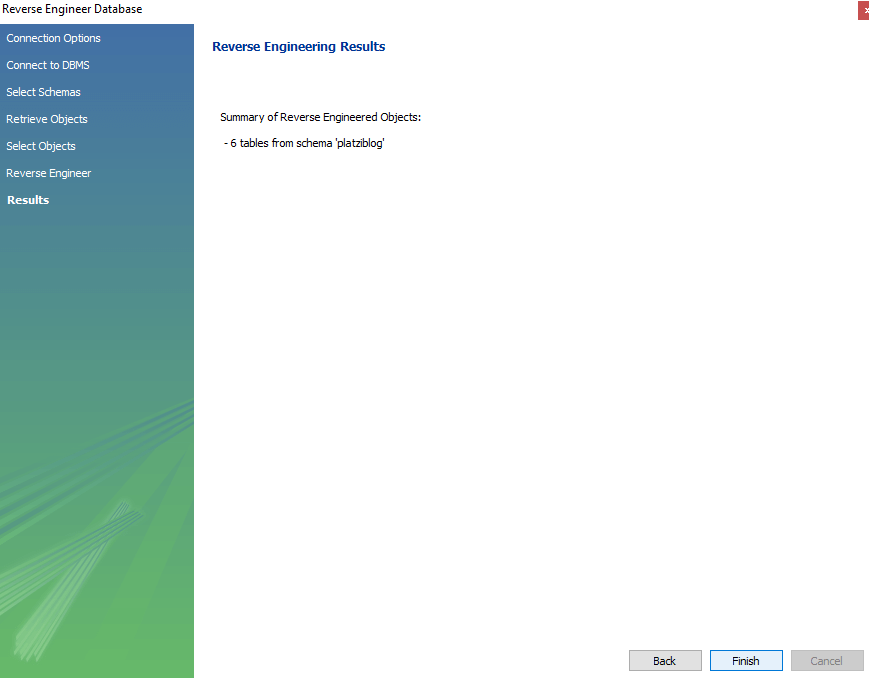 Reverse Engineer Database
x
Connection Options
Connect to DBMS
Select Schemas
Retrieve Objects
Select Objects
Reverse Engineer
Results
Reverse Engineering Results
Summary of Reverse Engineered Objects:
- 6 tables from schema 'platziblog'
Back
Finish
Cancel